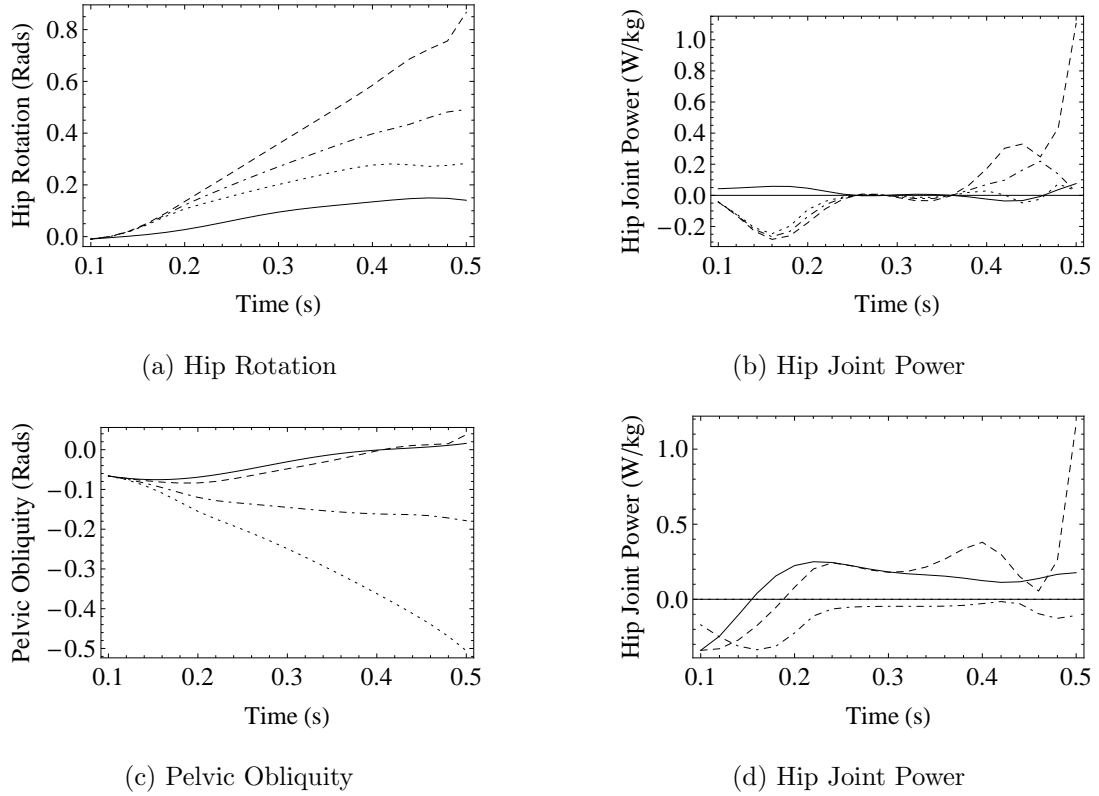 0.8
0.6
0.4
0.2
0.0
Hip Rotation (Rads)
0.1 0.2 0.3 0.4 0.5
Time (s)
(a) Hip Rotation
1.0
0.8
0.6
0.4
0.2
0.0
−0.2
Hip Joint Power (W/kg)
0.1 0.2 0.3 0.4 0.5
Time (s)
(b) Hip Joint Power
0.0
−0.1
−0.2
−0.3
−0.4
−0.5
Pelvic Obliquity (Rads)
0.1 0.2 0.3 0.4 0.5
Time (s)
(c) Pelvic Obliquity
1.0
0.5
0.0
Hip Joint Power (W/kg)
0.1 0.2 0.3 0.4 0.5
Time (s)
(d) Hip Joint Power